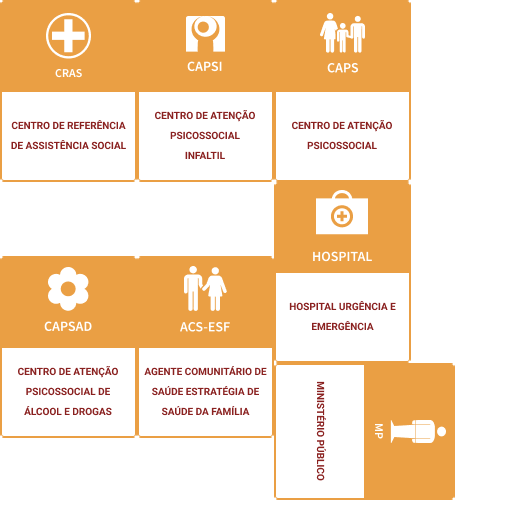 CRAS
CENTRO DE REFERÊNCIA
DE ASSISTÊNCIA SOCIAL
CAPSI
CENTRO DE ATENÇÃO
PSICOSSOCIAL
INFALTIL
CAPS
CENTRO DE ATENÇÃO
PSICOSSOCIAL
HOSPITAL
HOSPITAL URGÊNCIA E
EMERGÊNCIA
CAPSAD
CENTRO DE ATENÇÃO
PSICOSSOCIAL DE
ÁLCOOL E DROGAS
ACS-ESF
AGENTE COMUNITÁRIO DE
SAÚDE ESTRATÉGIA DE
SAÚDE DA FAMÍLIA
MP
MINISTÉRIO PÚBLICO